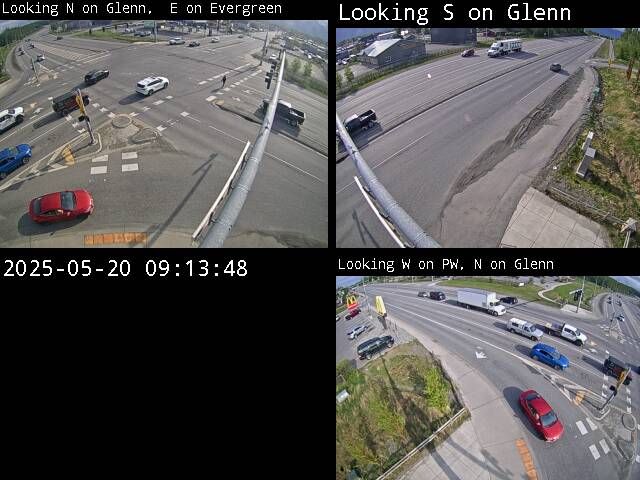 Looking N on Glenn,  E on Evergreen
Looking S on Glenn
2025-05-20 09:13:48
Looking W on PW, N on Glenn